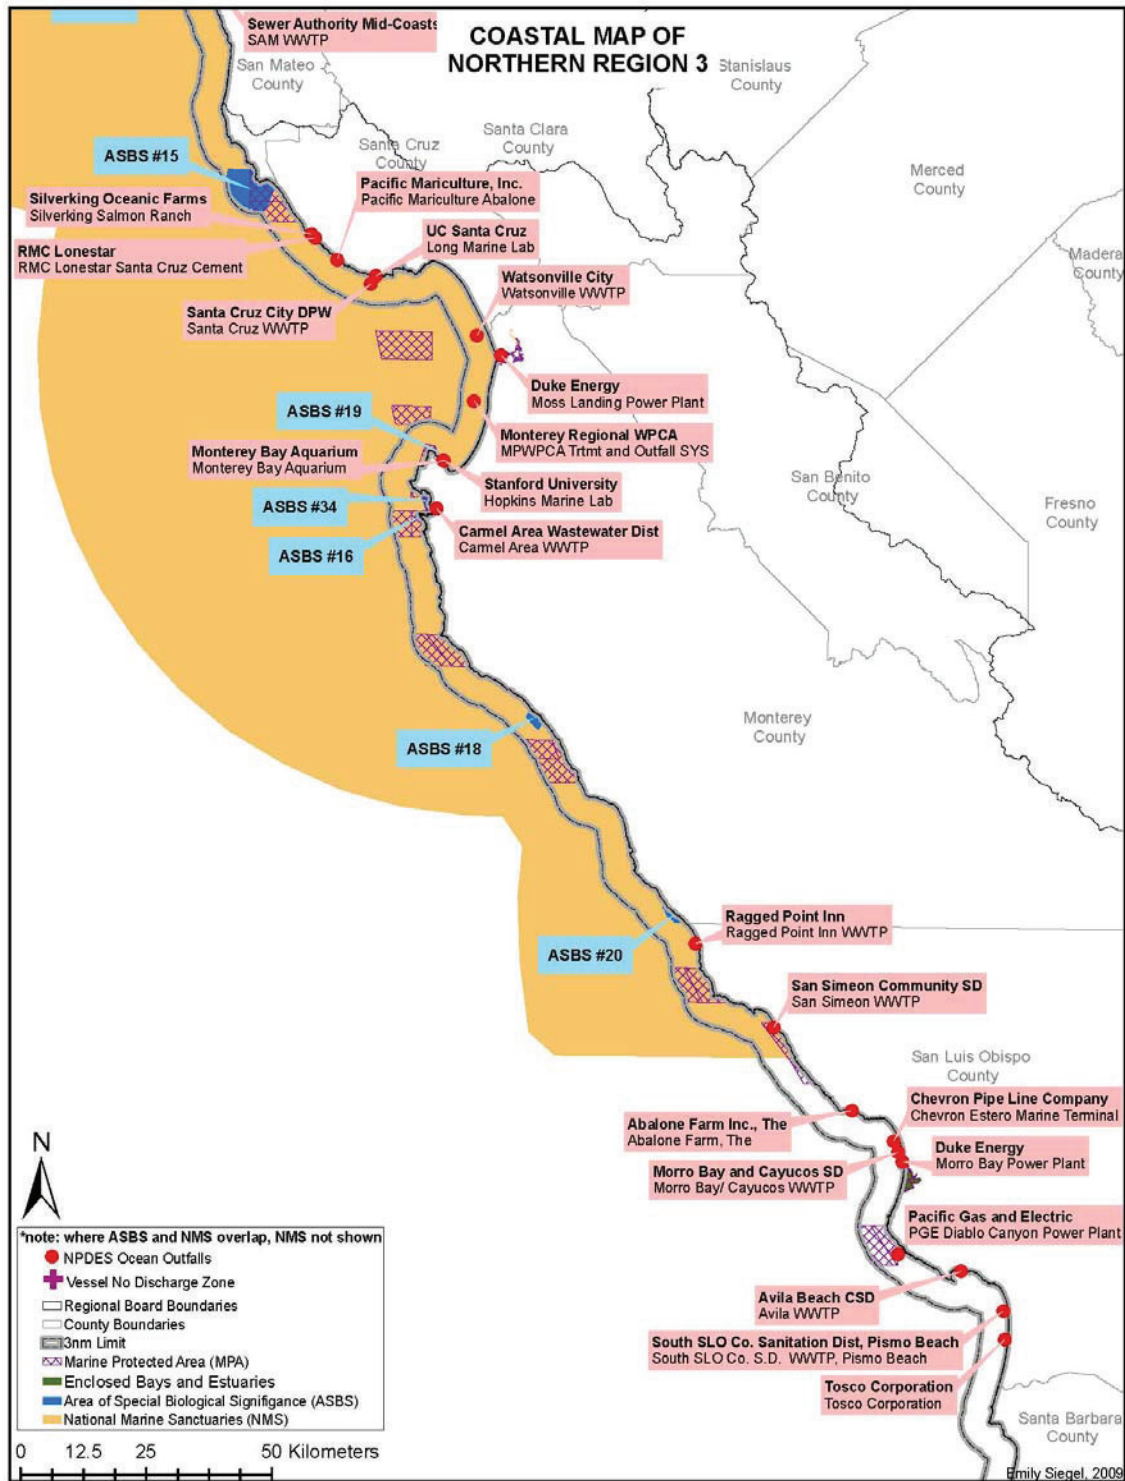 Sewer Authority Mid-Coasts
SAM WWTP
COASTAL MAP OF
NORTHERN REGION 3
San Mateo
County
Stanislaus
County
Santa Clara
County
Santa Cruz
County
Merced
County
Madera
County
ASBS #15
Pacific Mariculture, Inc.
Pacific Mariculture Abalone
Silverking Oceanic Farms
Silverking Salmon Ranch
UC Santa Cruz
Long Marine Lab
RMC Lonestar
RMC Lonestar Santa Cruz Cement
Watsonville City
Watsonville WWTP
Santa Cruz City DPW
Santa Cruz WWTP
Duke Energy
Moss Landing Power Plant
ASBS #19
Monterey Regional WPCA
MPWPCA Trtmt and Outfall SYS
Monterey Bay Aquarium
Monterey Bay Aquarium
Stanford University
Hopkins Marine Lab
San Benito
County
Fresno
County
ASBS #34
Carmel Area Wastewater Dist
Carmel Area WWTP
ASBS #16
Monterey
County
ASBS #18
Ragged Point Inn
Ragged Point Inn WWTP
ASBS #20
San Simeon Community SD
San Simeon WWTP
San Luis Obispo
County
Chevron Pipe Line Company
Chevron Estero Marine Terminal
Abalone Farm Inc., The
Abalone Farm, The
Duke Energy
Morro Bay Power Plant
Morro Bay and Cayucos SD
Morro Bay/ Cayucos WWTP
Pacific Gas and Electric
PGE Diablo Canyon Power Plant
Avila Beach CSD
Avila WWTP
South SLO Co. Sanitation Dist, Pismo Beach
South SLO Co. S.D. WWTP, Pismo Beach
Tosco Corporation
Tosco Corporation
Santa Barbara
County
N
*note: where ASBS and NMS overlap, NMS not shown
NPDES Ocean Outfalls
Vessel No Discharge Zone
Regional Board Boundaries
County Boundaries
3nm Limit
Marine Protected Area (MPA)
Enclosed Bays and Estuaries
Area of Special Biological Signifigance (ASBS)
National Marine Sanctuaries (NMS)
0 12.5 25 50 Kilometers
Emily Siegel, 2009